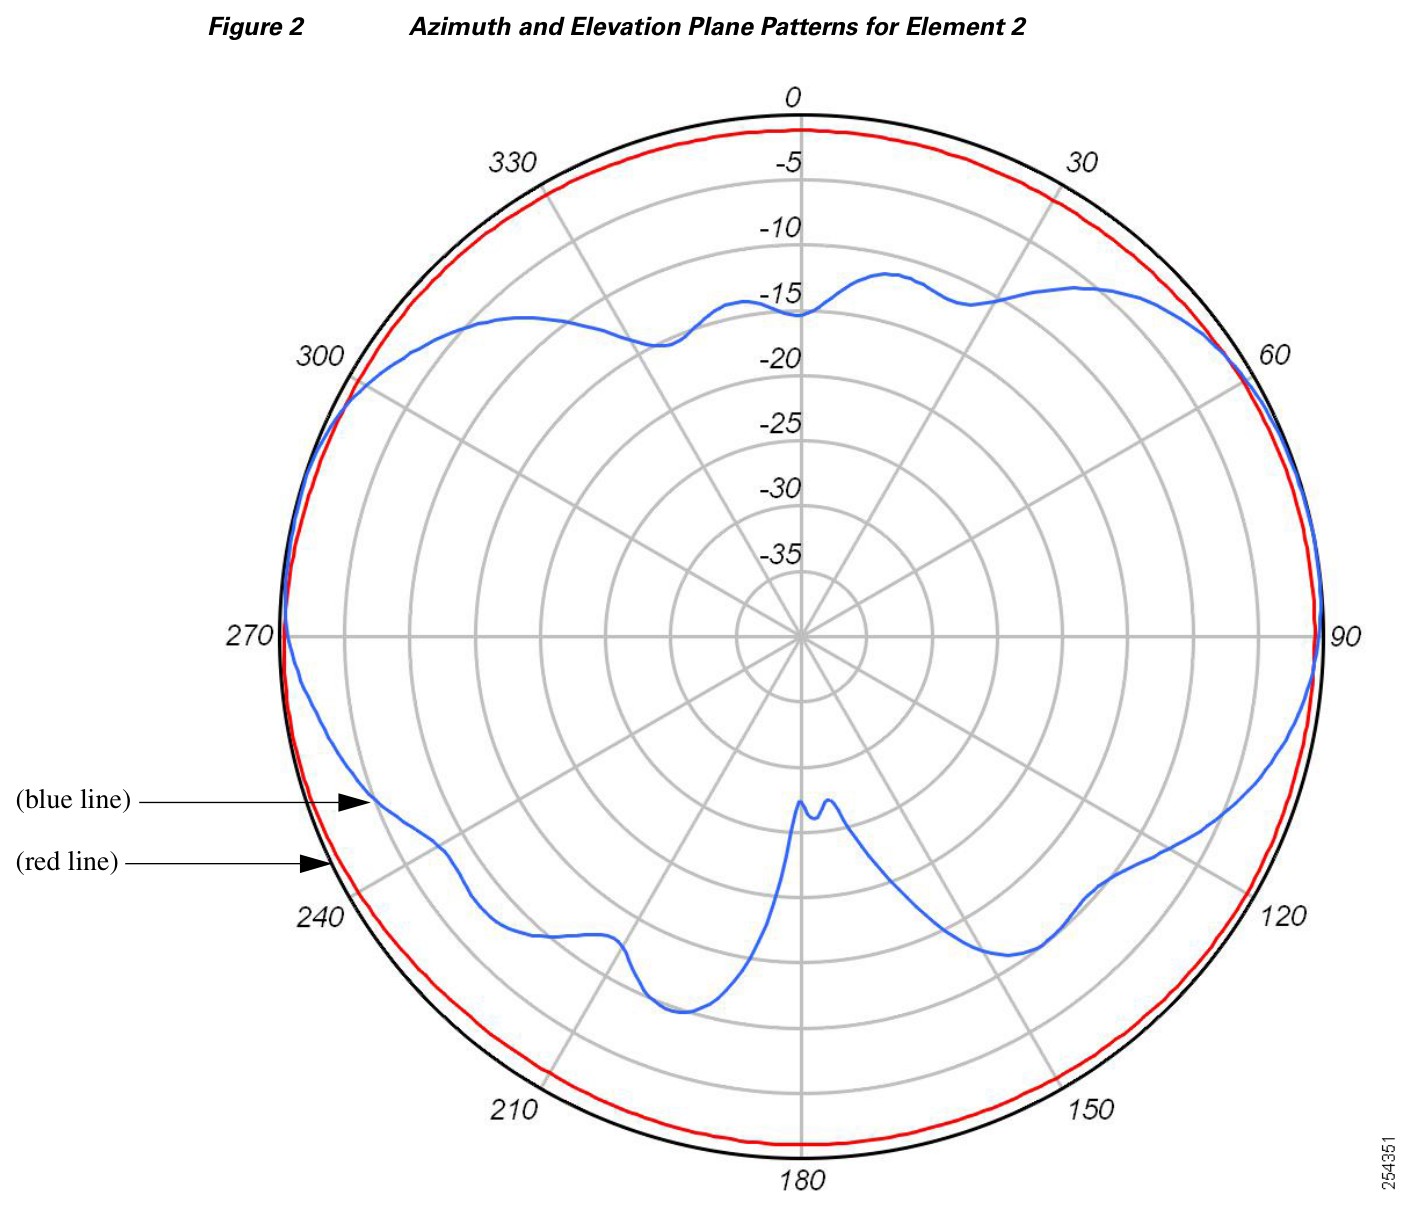 Figure 2 Azimuth and Elevation Plane Patterns for Element 2
0
330 -5 30
-10
-15
300 -20 60
-25
-30
-35
270 90
(blue line)
(red line)
240 120
210 150
180
254351